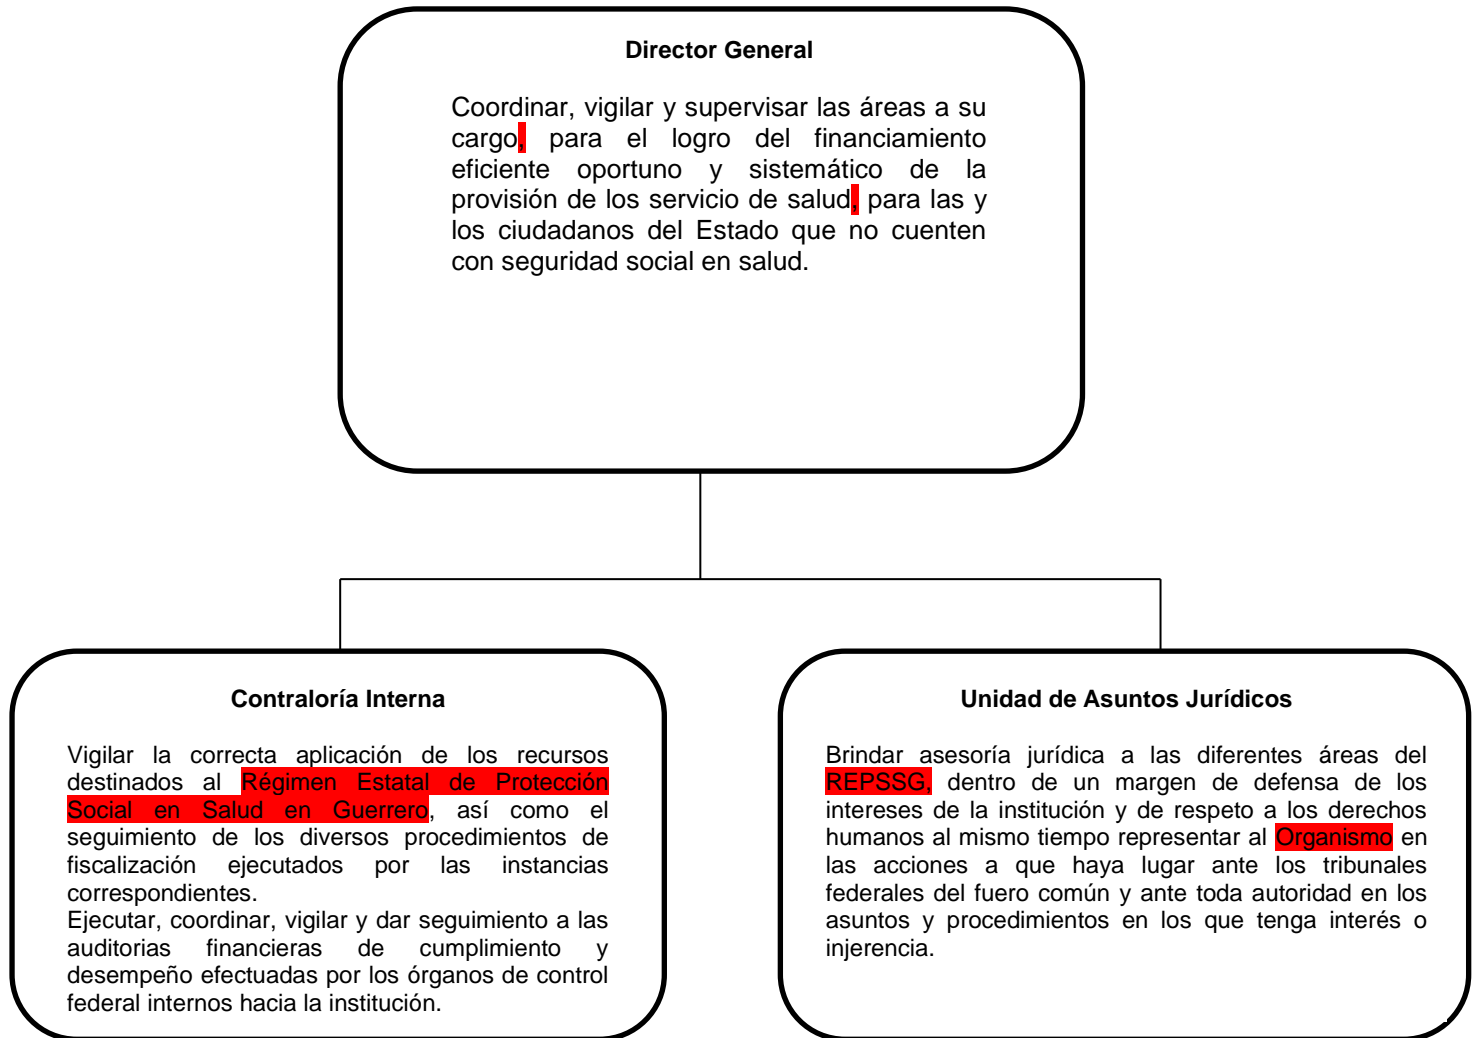 Director General
Coordinar, vigilar y supervisar las áreas a su
cargo, para el logro del financiamiento
eficiente oportuno y sistemático de la
provisión de los servicio de salud, para las y
los ciudadanos del Estado que no cuenten
con seguridad social en salud.
Contraloría Interna
Vigilar la correcta aplicación de los recursos
destinados al Régimen Estatal de Protección
Social en Salud en Guerrero, así como el
seguimiento de los diversos procedimientos de
fiscalización ejecutados por las instancias
correspondientes.
Ejecutar, coordinar, vigilar y dar seguimiento a las
auditorias financieras de cumplimiento y
desempeño efectuadas por los órganos de control
federal internos hacia la institución.
Unidad de Asuntos Jurídicos
Brindar asesoría jurídica a las diferentes áreas del
REPSSG, dentro de un margen de defensa de los
intereses de la institución y de respeto a los derechos
humanos al mismo tiempo representar al Organismo en
las acciones a que haya lugar ante los tribunales
federales del fuero común y ante toda autoridad en los
asuntos y procedimientos en los que tenga interés o
injerencia.